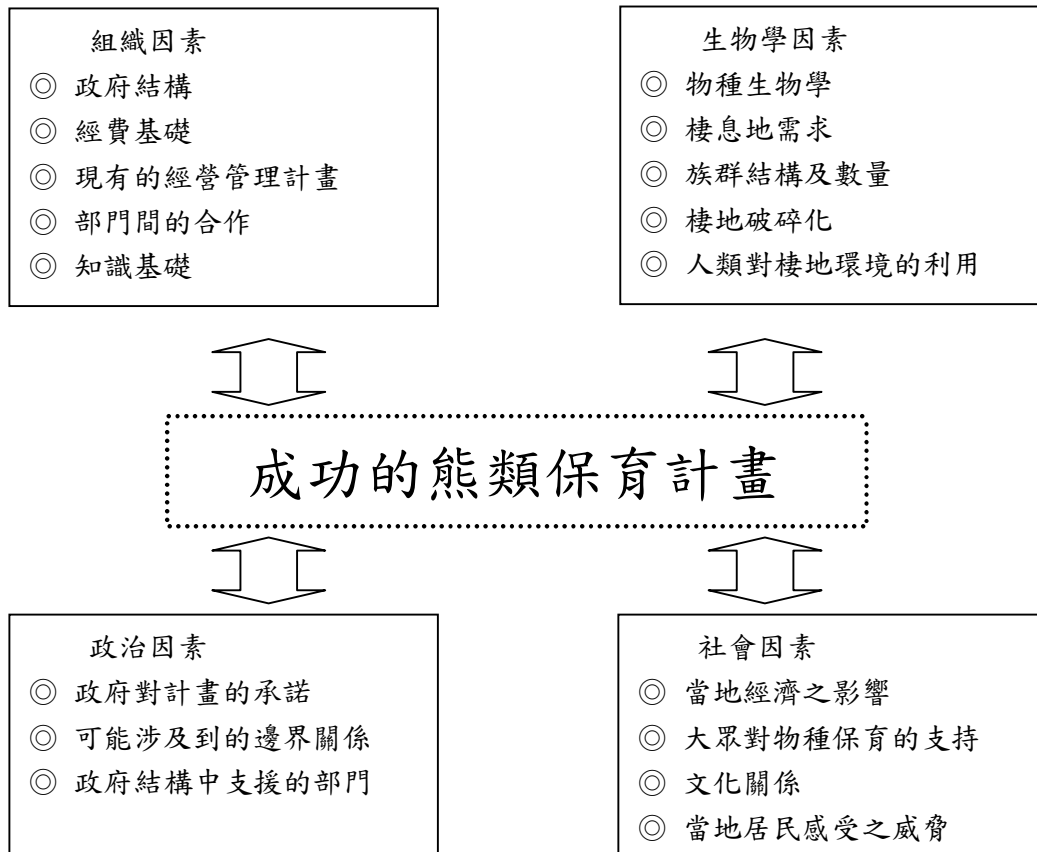 組織因素
◎ 政府結構
◎ 經費基礎
◎ 現有的經營管理計畫
◎ 部門間的合作
◎ 知識基礎
生物學因素
◎ 物種生物學
◎ 棲息地需求
◎ 族群結構及數量
◎ 棲地破碎化
◎ 人類對棲地環境的利用
成功的熊類保育計畫
政治因素
◎ 政府對計畫的承諾
◎ 可能涉及到的邊界關係
◎ 政府結構中支援的部門
社會因素
◎ 當地經濟之影響
◎ 大眾對物種保育的支持
◎ 文化關係
◎ 當地居民感受之威脅